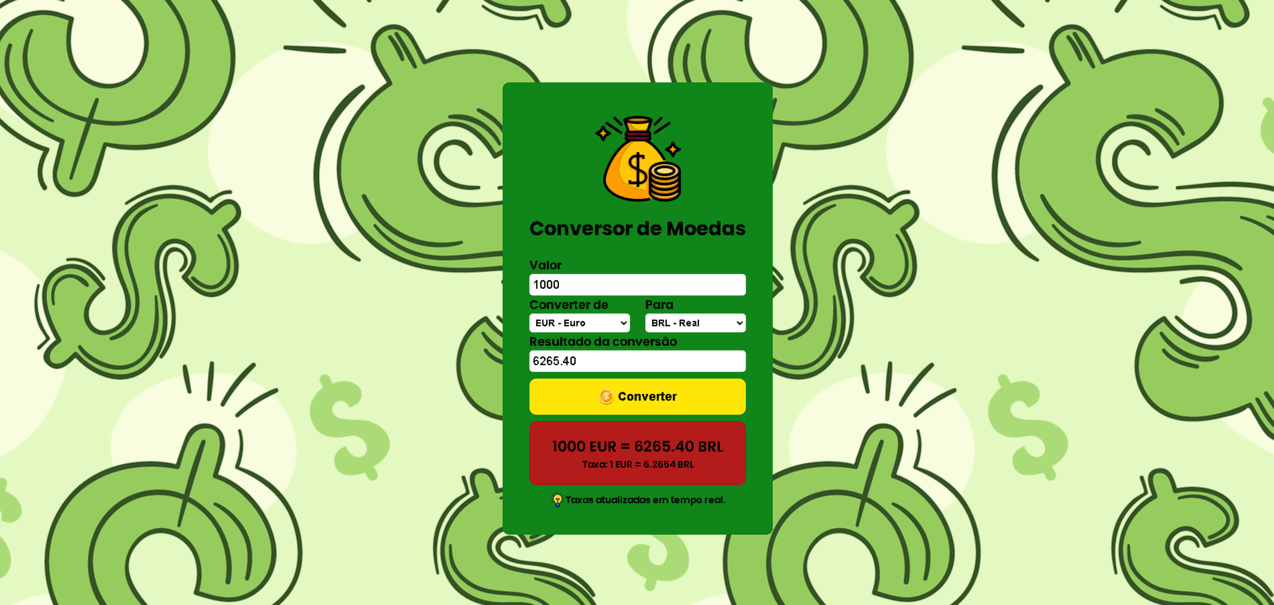 Conversor de Moedas
Valor
1000
Converter de Para
EUR - Euro BRL - Real
Resultado da conversão
6265.40
Converter
1000 EUR = 6265.40 BRL
Taxa: 1 EUR = 6.2654 BRL
Taxas atualizadas em tempo real.